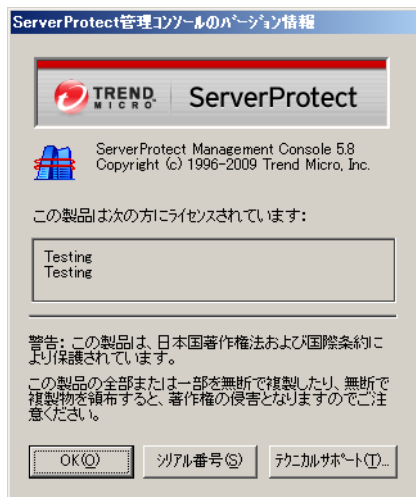 ServerProtect管理ｺﾝｿｰﾙのﾊﾞｰｼﾞｮﾝ情報
TREND MICRO ServerProtect
ServerProtect Management Console 5.8
Copyright (c) 1996-2009 Trend Micro, Inc.
この製品は次の方にﾗｲｾﾝｽされています:
Testing
Testing
警告: この製品は、日本国著作権法および国際条約に
より保護されています。
この製品の全部または一部を無断で複製したり、無断で
複製物を頒布すると、著作権の侵害となりますのでご注
意ください。
OK(O) ｼﾘｱﾙ番号(S) ﾃｸﾆｶﾙｻﾎﾟｰﾄ(T)...